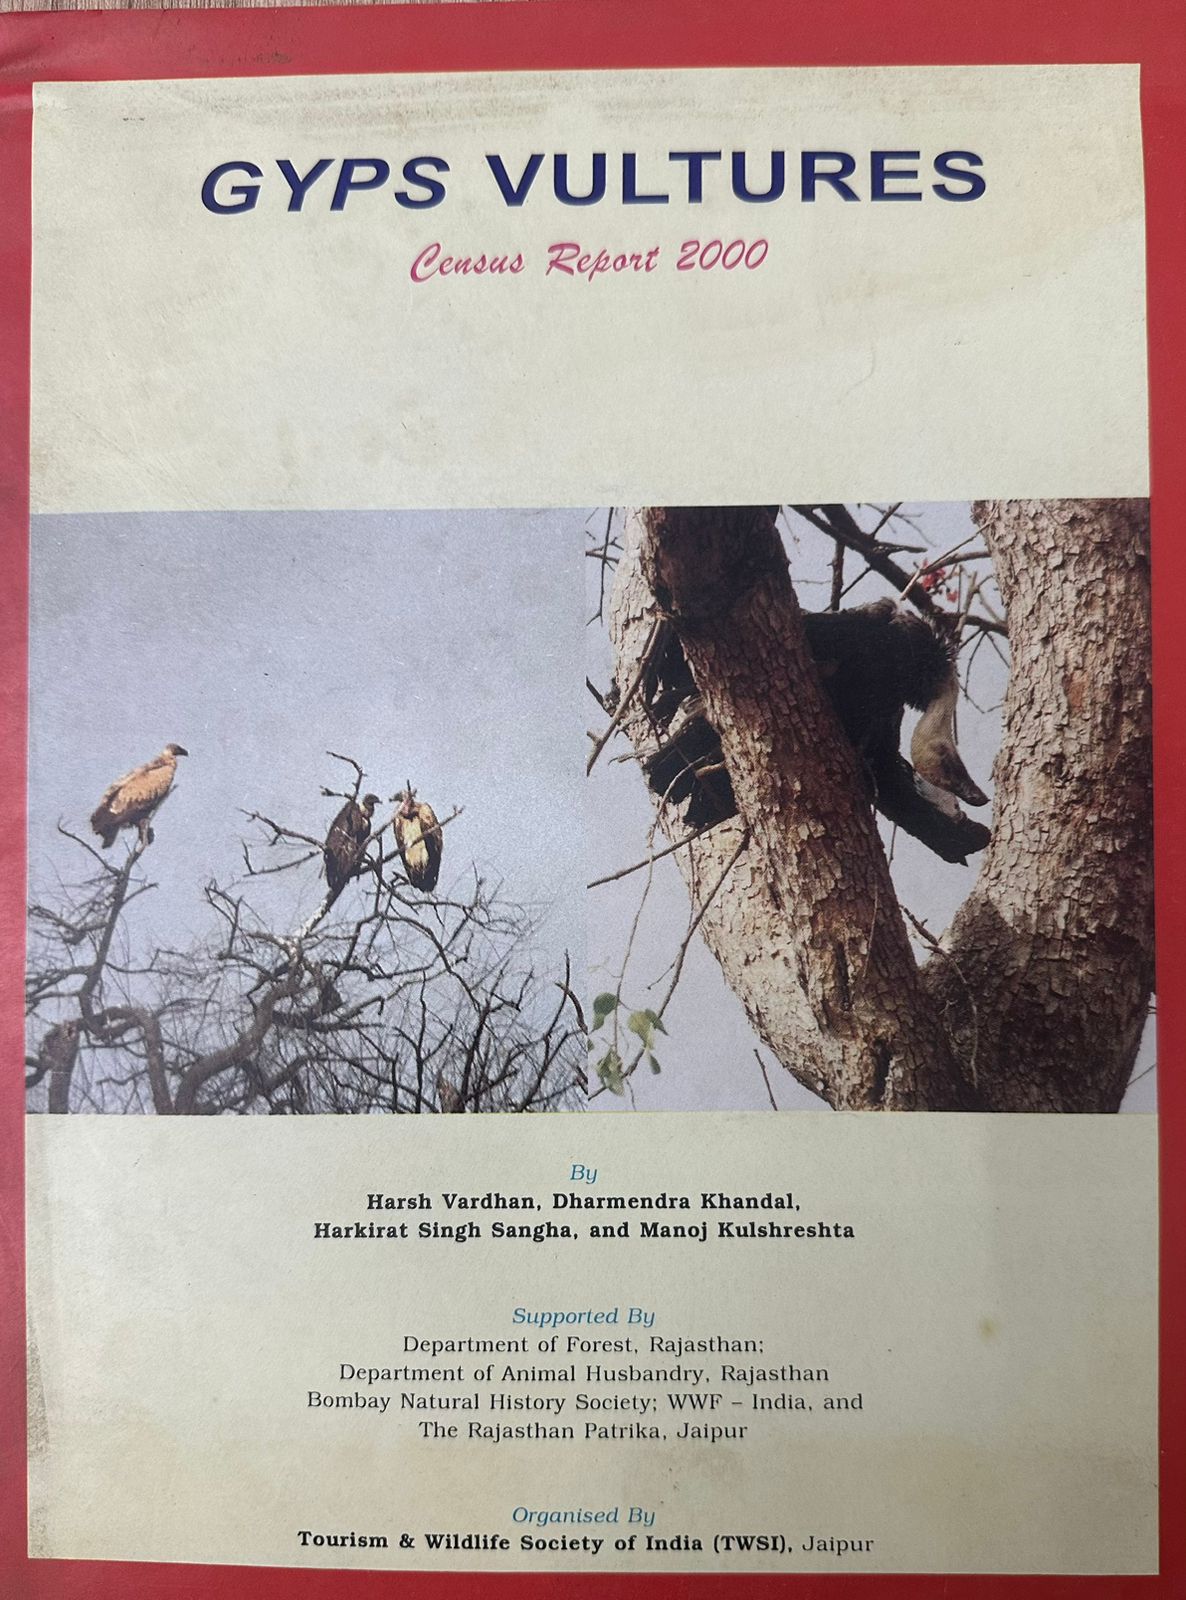 GYPS VULTURES
Census Report 2000
By
Harsh Vardhan, Dharmendra Khandal,
Harkirat Singh Sangha, and Manoj Kulshreshta
Supported By
Department of Forest, Rajasthan;
Department of Animal Husbandry, Rajasthan
Bombay Natural History Society; WWF – India, and
The Rajasthan Patrika, Jaipur
Organised By
Tourism & Wildlife Society of India (TWSI), Jaipur